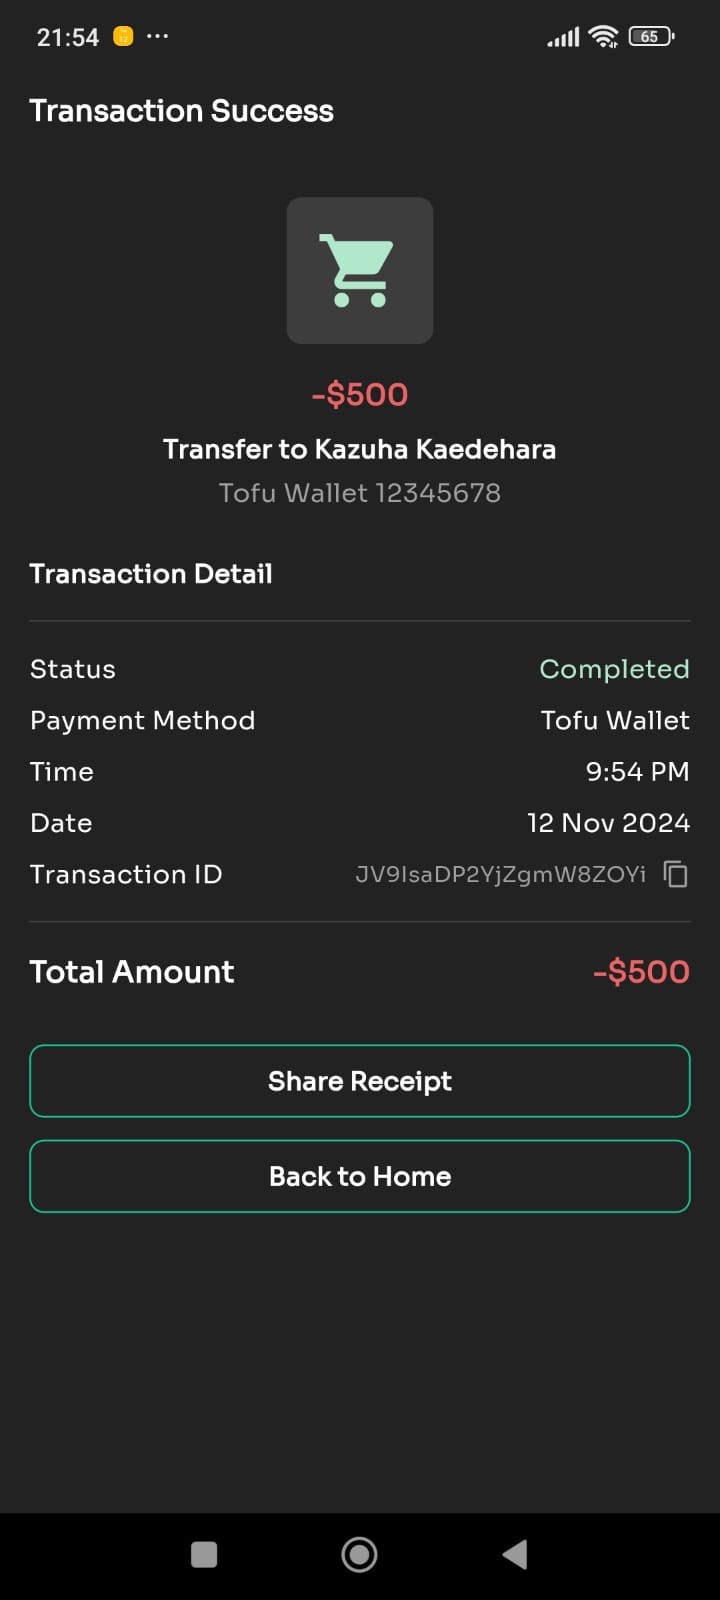 21:54
65
Transaction Success
-$500
Transfer to Kazuha Kaedehara
Tofu Wallet 12345678
Transaction Detail
Status Completed
Payment Method Tofu Wallet
Time 9:54 PM
Date 12 Nov 2024
Transaction ID JV9IsaDP2YjZgmW8ZOYi
Total Amount -$500
Share Receipt
Back to Home